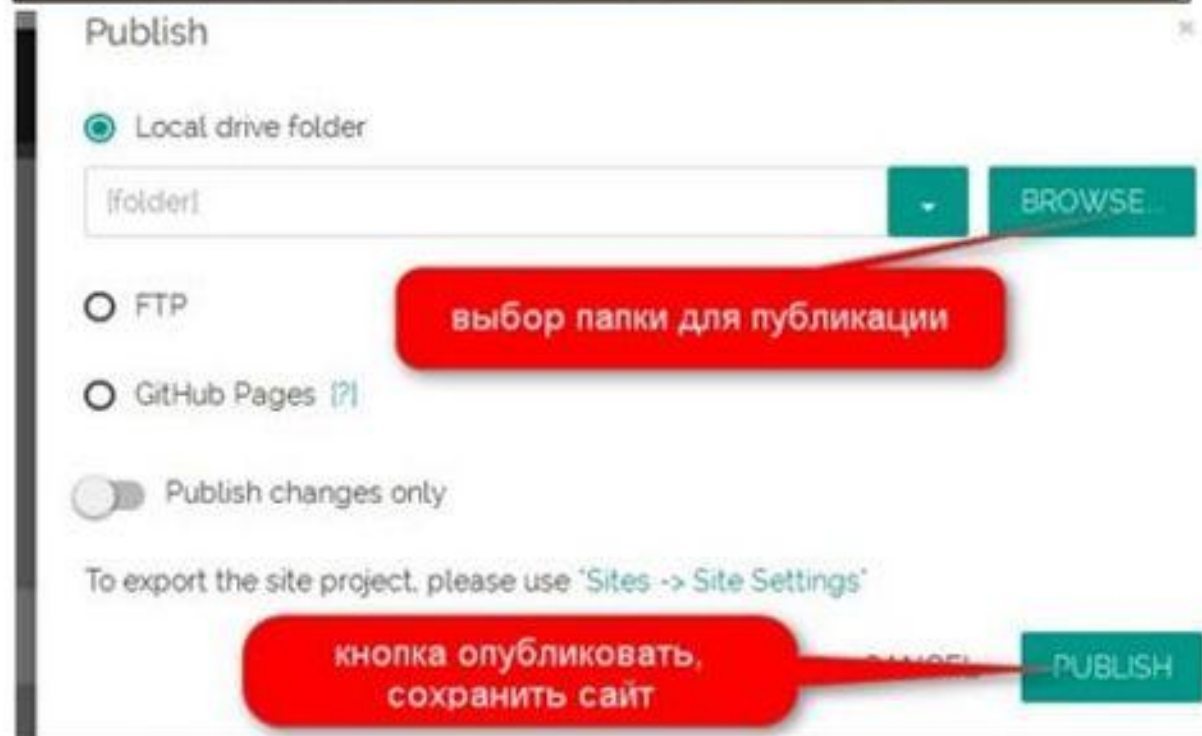 Publish
Local drive folder
[folder]
BROWSE...
выбор папки для публикации
FTP
GitHub Pages [?]
Publish changes only
To export the site project, please use "Sites -> Site Settings"
кнопка опубликовать,
сохранить сайт
CANCEL
PUBLISH